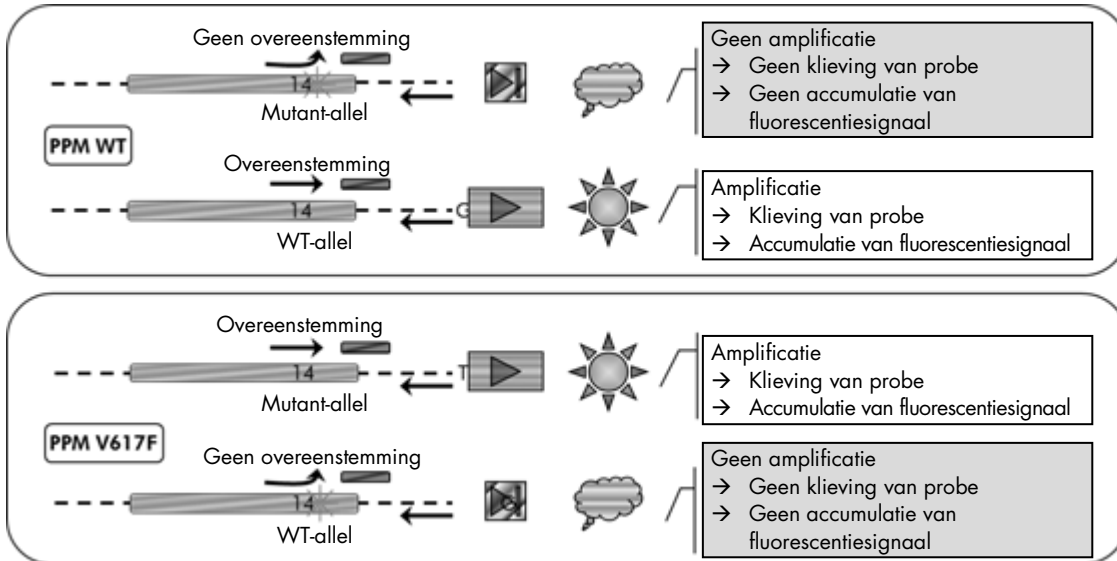 Geen overeenstemming
14
Mutant-allel
Geen amplificatie
→ Geen klieving van probe
→ Geen accumulatie van
fluorescentiesignaal
PPM WT
Overeenstemming
14
G
WT-allel
Amplificatie
→ Klieving van probe
→ Accumulatie van fluorescentiesignaal
Overeenstemming
14
T
Mutant-allel
Amplificatie
→ Klieving van probe
→ Accumulatie van fluorescentiesignaal
PPM V617F
Geen overeenstemming
14
WT-allel
Geen amplificatie
→ Geen klieving van probe
→ Geen accumulatie van
fluorescentiesignaal